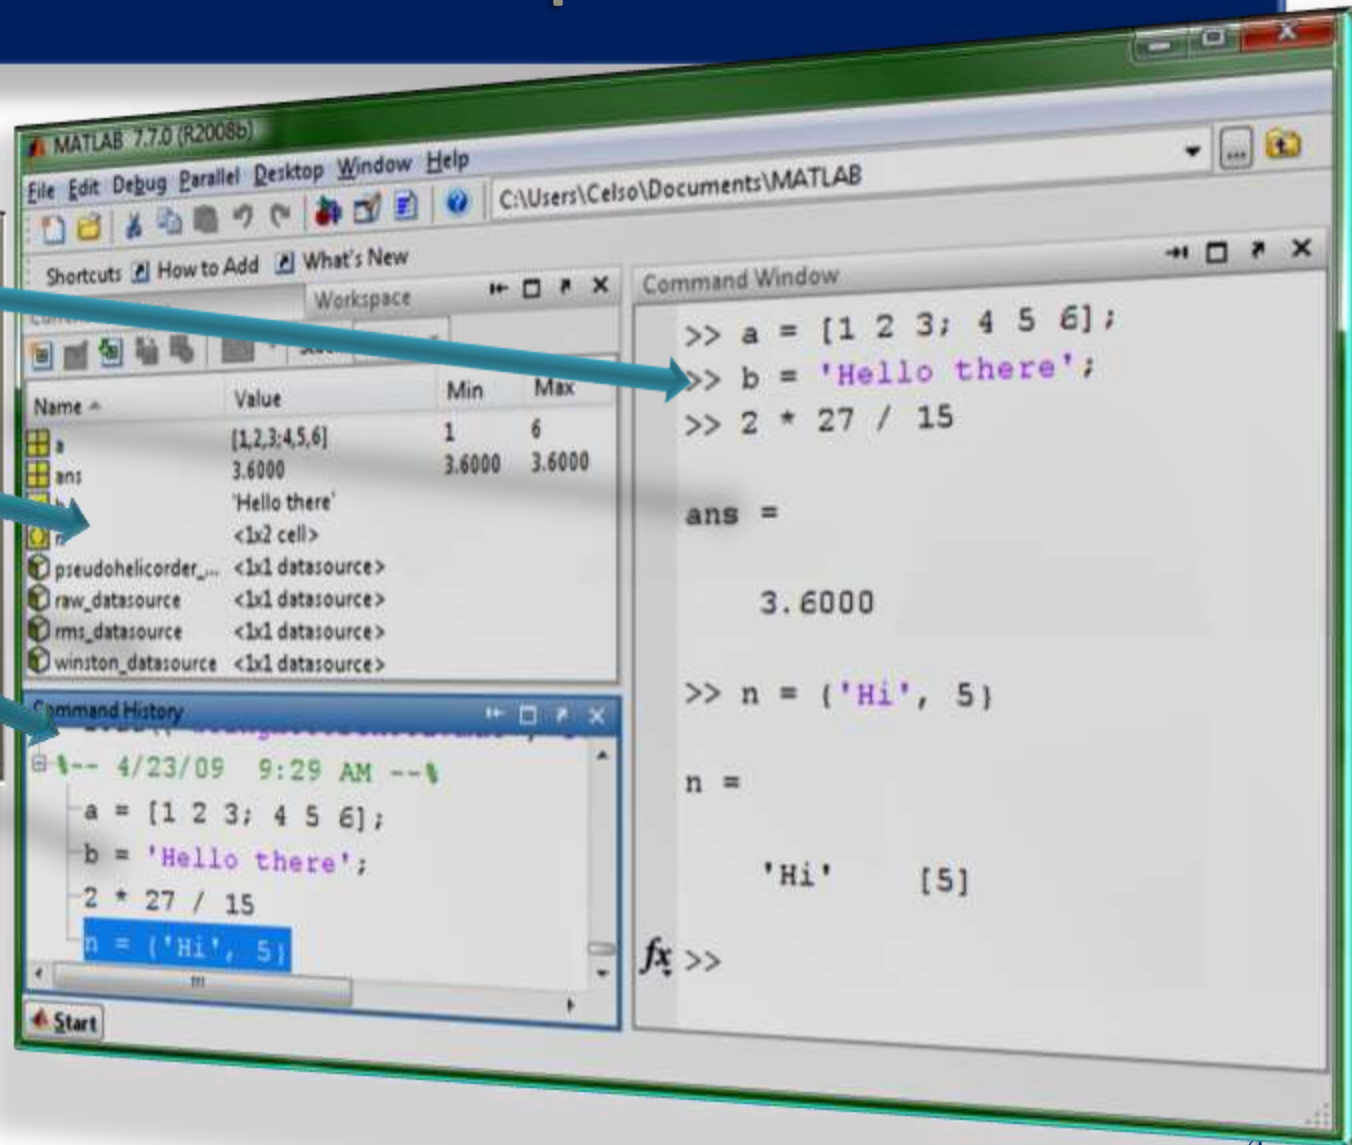 MATLAB 7.7.0 (R2008b)
File Edit Debug Parallel Desktop Window Help
C:\Users\Celso\Documents\MATLAB
...
Shortcuts How to Add What's New
Workspace
Name Value Min Max
a [1,2,3;4,5,6] 1 6
ans 3.6000 3.6000 3.6000
'Hello there'
<1x2 cell>
pseudohelicorder_... <1x1 datasource>
raw_datasource <1x1 datasource>
rms_datasource <1x1 datasource>
winston_datasource <1x1 datasource>
Command History
%-- 4/23/09 9:29 AM --%
a = [1 2 3; 4 5 6];
b = 'Hello there';
2 * 27 / 15
n = {'Hi', 5}
Start
Command Window
>> a = [1 2 3; 4 5 6];
>> b = 'Hello there';
>> 2 * 27 / 15
ans =
3.6000
>> n = {'Hi', 5}
n =
'Hi' [5]
fx >>